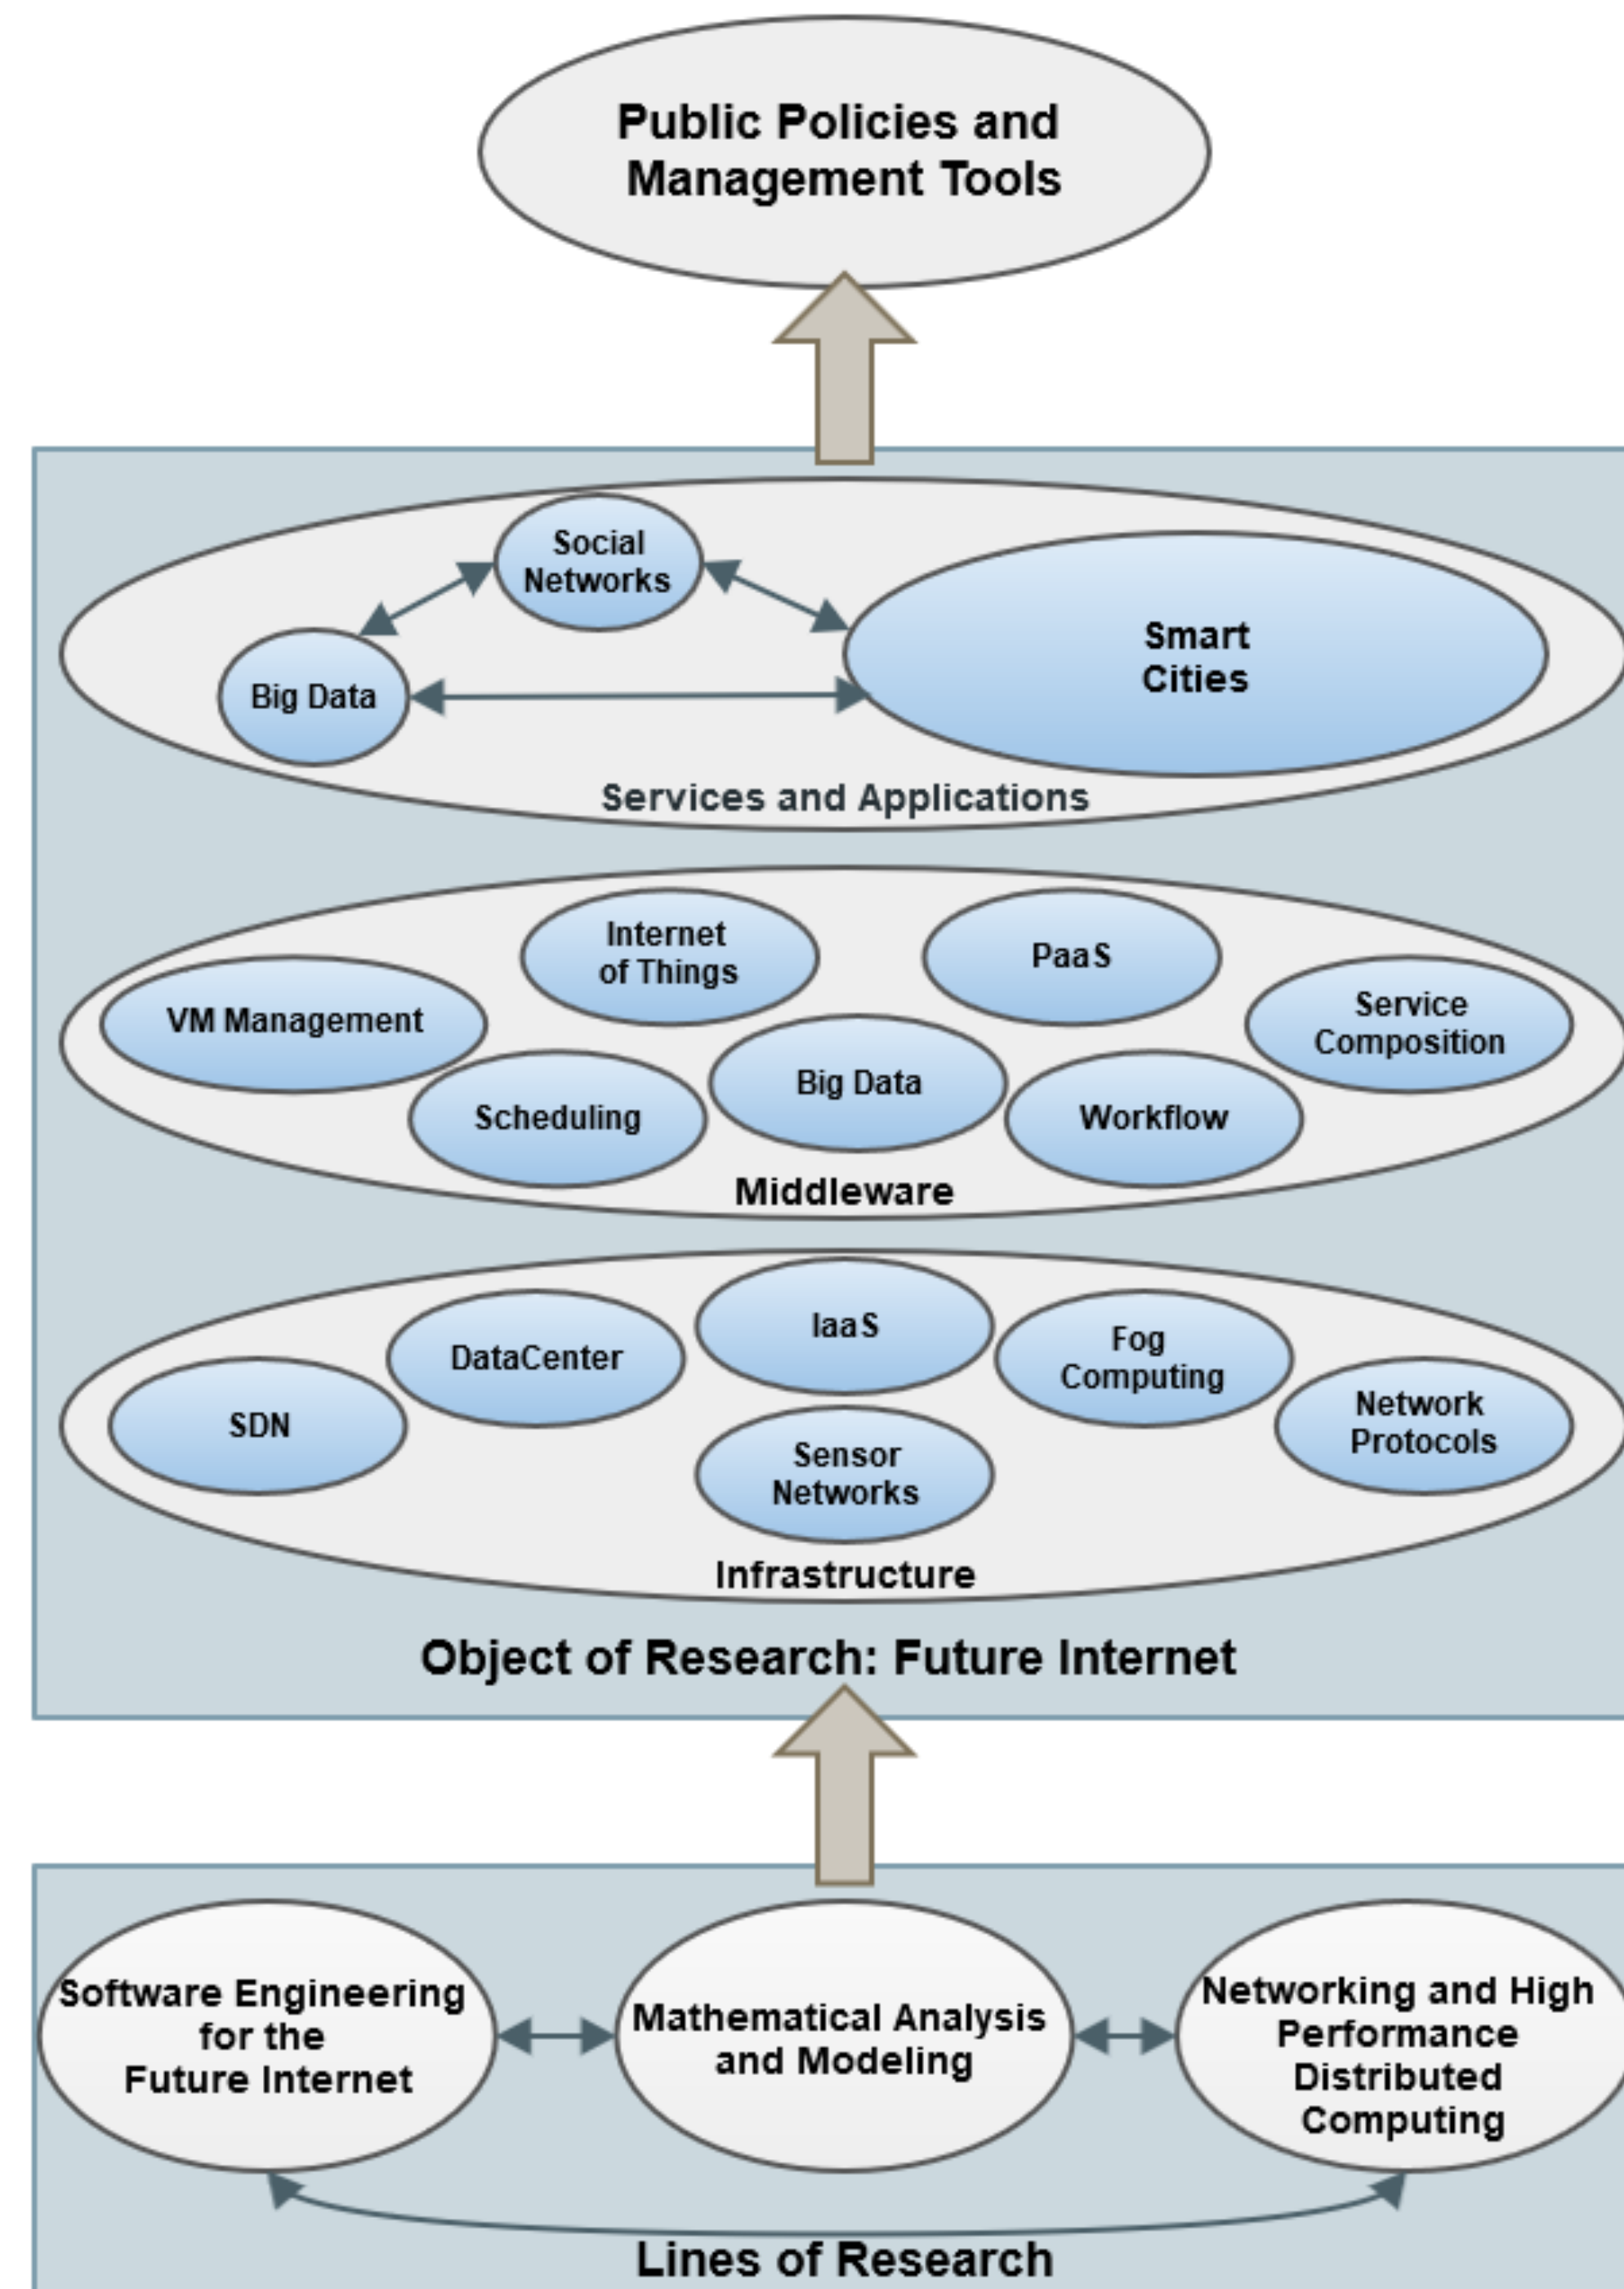 Public Policies and
Management Tools
Social
Networks
Smart
Cities
Big Data
Services and Applications
Internet
of Things
PaaS
VM Management
Service
Composition
Big Data
Scheduling
Workflow
Middleware
IaaS
DataCenter
Fog
Computing
SDN
Network
Protocols
Sensor
Networks
Infrastructure
Object of Research: Future Internet
Software Engineering
for the
Future Internet
Mathematical Analysis
and Modeling
Networking and High
Performance
Distributed
Computing
Lines of Research